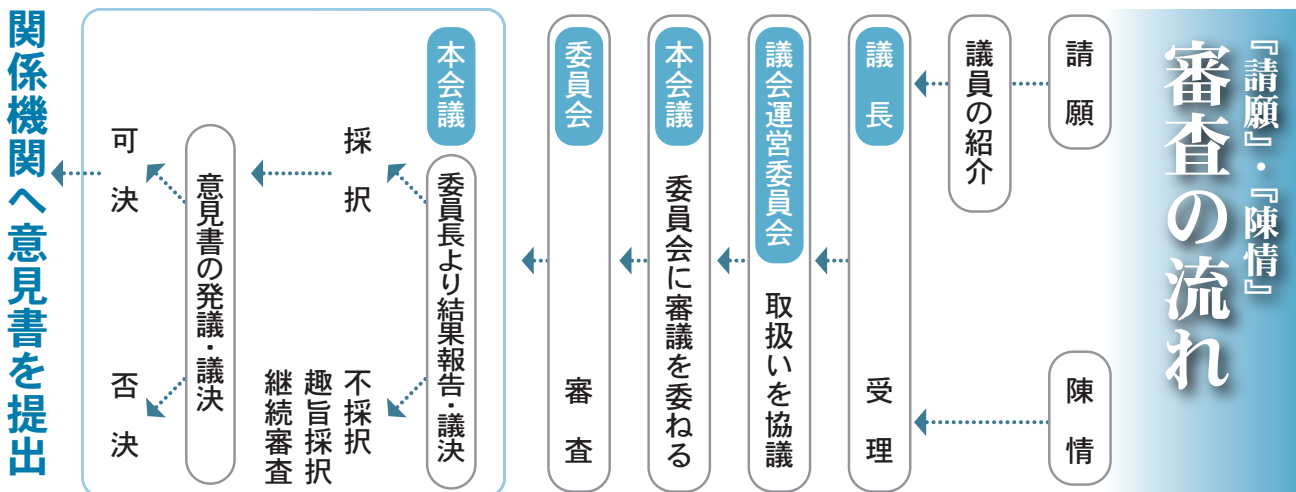 『請願』・『陳情』
審査の流れ
請願
陳情
議員の紹介
議長
受理
議会運営委員会
取扱いを協議
本会議
委員会に審議を委ねる
委員会
審査
本会議
委員長より結果報告・議決
採択
不採択
趣旨採択
継続審査
意見書の発議・議決
可決
否決
関係機関へ意見書を提出